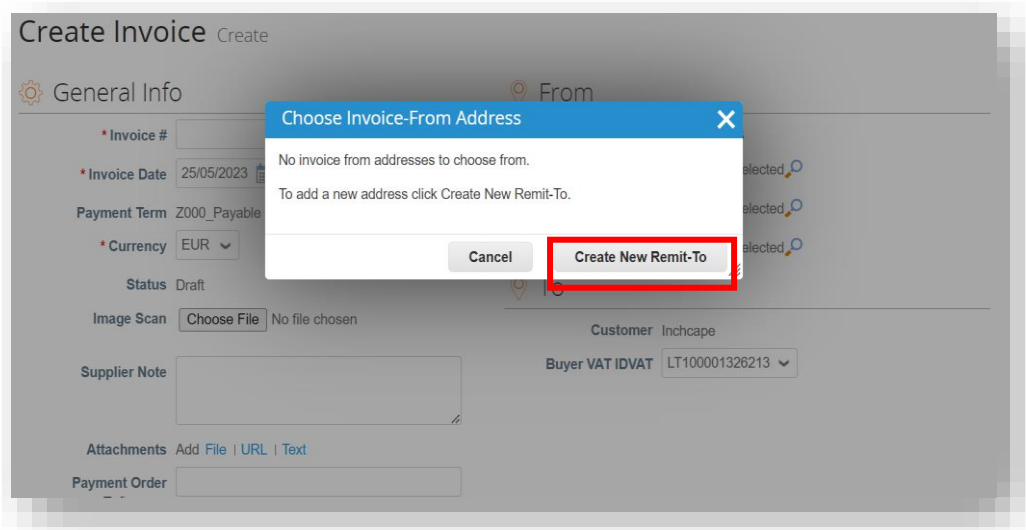 Create Invoice Create
General Info
From
Choose Invoice-From Address
* Invoice #
No invoice from addresses to choose from.
* Invoice Date 25/05/2023
elected
To add a new address click Create New Remit-To.
Payment Term Z000_Payable
elected
* Currency EUR
elected
Cancel
Create New Remit-To
Status Draft
To
Image Scan Choose File No file chosen
Customer Inchcape
Buyer VAT IDVAT LT100001326213
Supplier Note
Attachments Add File | URL | Text
Payment Order